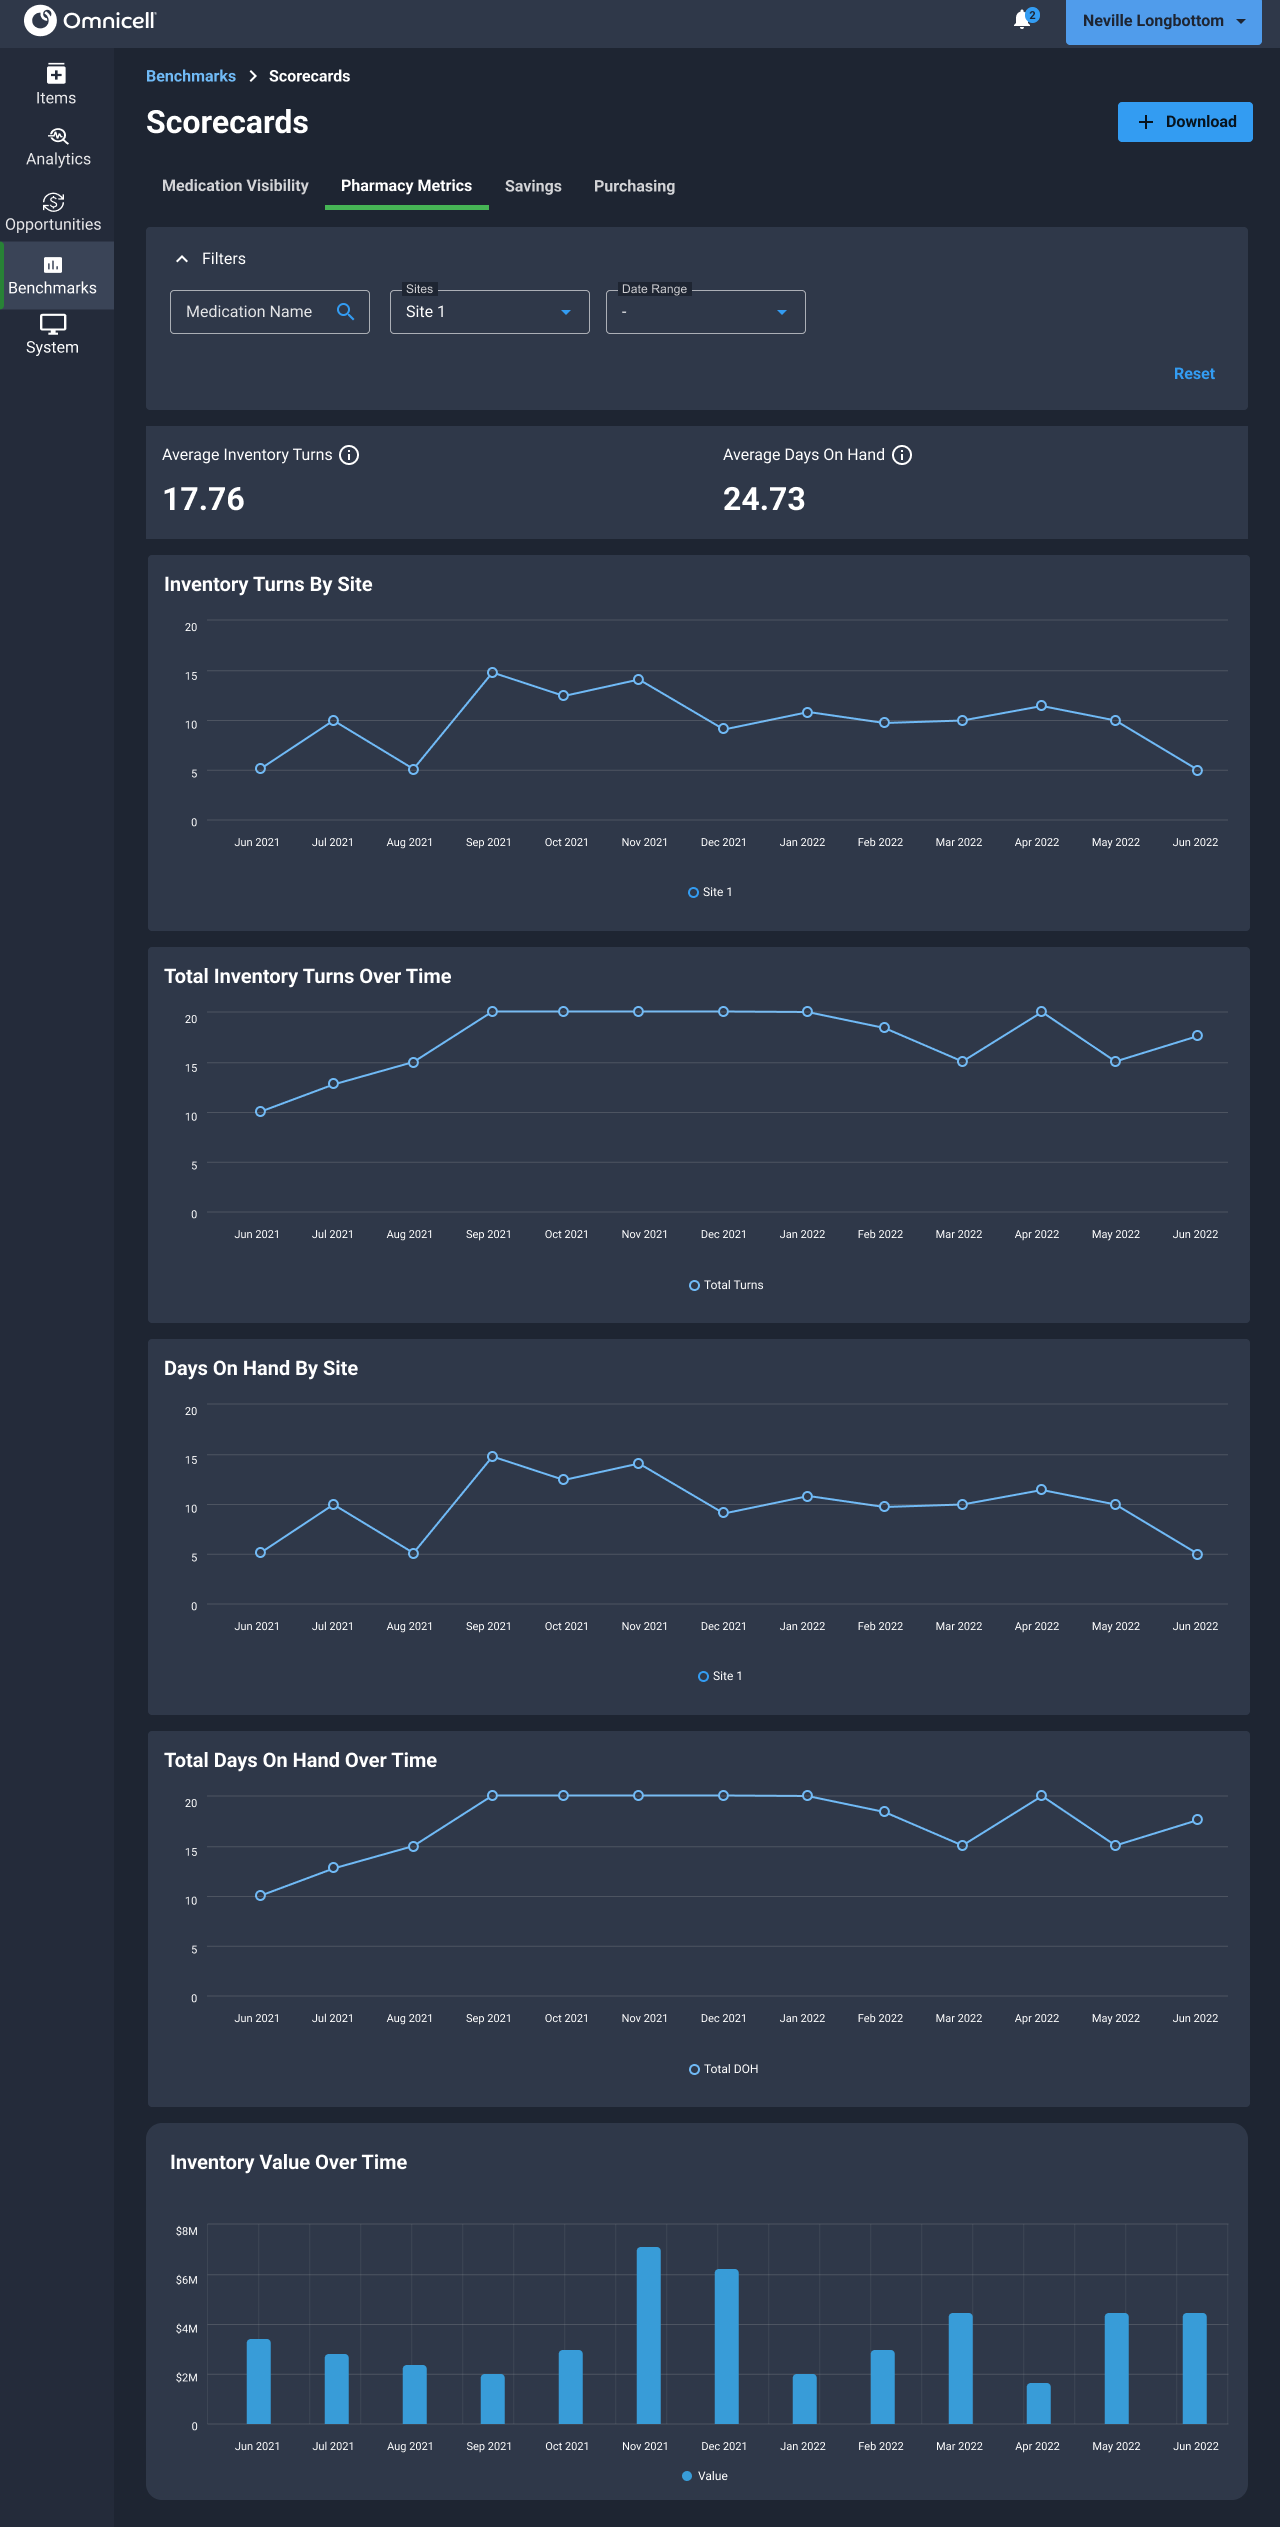 Omnicell
2
Neville Longbottom
Items
Analytics
Opportunities
Benchmarks
System
Benchmarks > Scorecards
Scorecards
Download
Medication Visibility Pharmacy Metrics Savings Purchasing
Filters
Medication Name
Sites
Site 1
Date Range
-
Reset
Average Inventory Turns
17.76
Average Days On Hand
24.73
Inventory Turns By Site
20
15
10
5
0
Jun 2021 Jul 2021 Aug 2021 Sep 2021 Oct 2021 Nov 2021 Dec 2021 Jan 2022 Feb 2022 Mar 2022 Apr 2022 May 2022 Jun 2022
Site 1
Total Inventory Turns Over Time
20
15
10
5
0
Jun 2021 Jul 2021 Aug 2021 Sep 2021 Oct 2021 Nov 2021 Dec 2021 Jan 2022 Feb 2022 Mar 2022 Apr 2022 May 2022 Jun 2022
Total Turns
Days On Hand By Site
20
15
10
5
0
Jun 2021 Jul 2021 Aug 2021 Sep 2021 Oct 2021 Nov 2021 Dec 2021 Jan 2022 Feb 2022 Mar 2022 Apr 2022 May 2022 Jun 2022
Site 1
Total Days On Hand Over Time
20
15
10
5
0
Jun 2021 Jul 2021 Aug 2021 Sep 2021 Oct 2021 Nov 2021 Dec 2021 Jan 2022 Feb 2022 Mar 2022 Apr 2022 May 2022 Jun 2022
Total DOH
Inventory Value Over Time
$8M
$6M
$4M
$2M
0
Jun 2021 Jul 2021 Aug 2021 Sep 2021 Oct 2021 Nov 2021 Dec 2021 Jan 2022 Feb 2022 Mar 2022 Apr 2022 May 2022 Jun 2022
Value